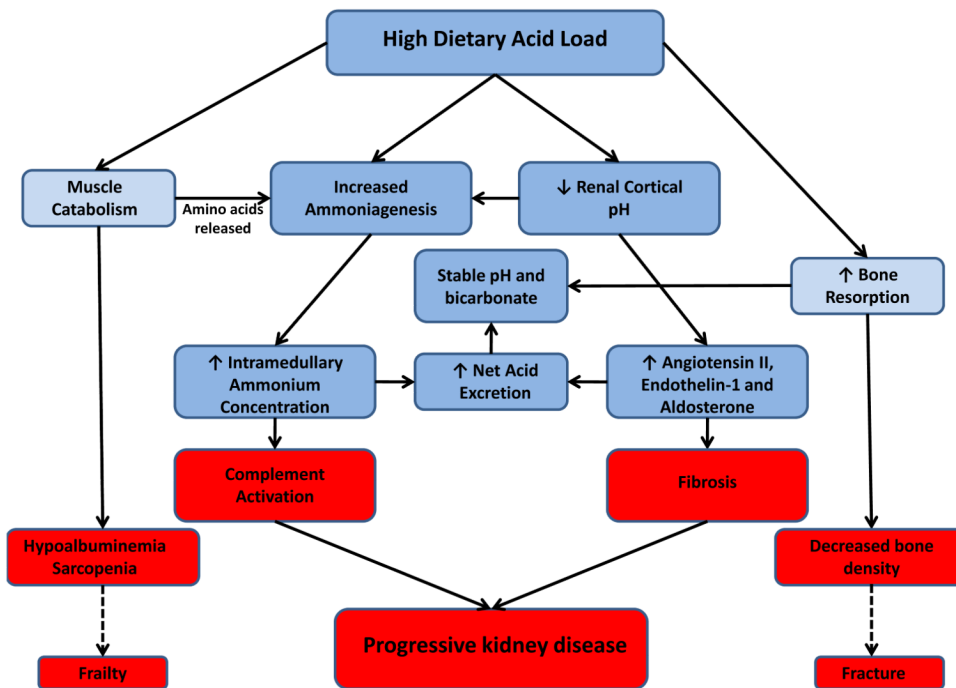 High Dietary Acid Load
Muscle
Catabolism
Amino acids
released
Increased
Ammoniagenesis
↓ Renal Cortical
pH
Stable pH and
bicarbonate
↑ Bone
Resorption
↑ Intramedullary
Ammonium
Concentration
↑ Net Acid
Excretion
↑ Angiotensin II,
Endothelin-1 and
Aldosterone
Complement
Activation
Fibrosis
Hypoalbuminemia
Sarcopenia
Decreased bone
density
Progressive kidney disease
Frailty
Fracture